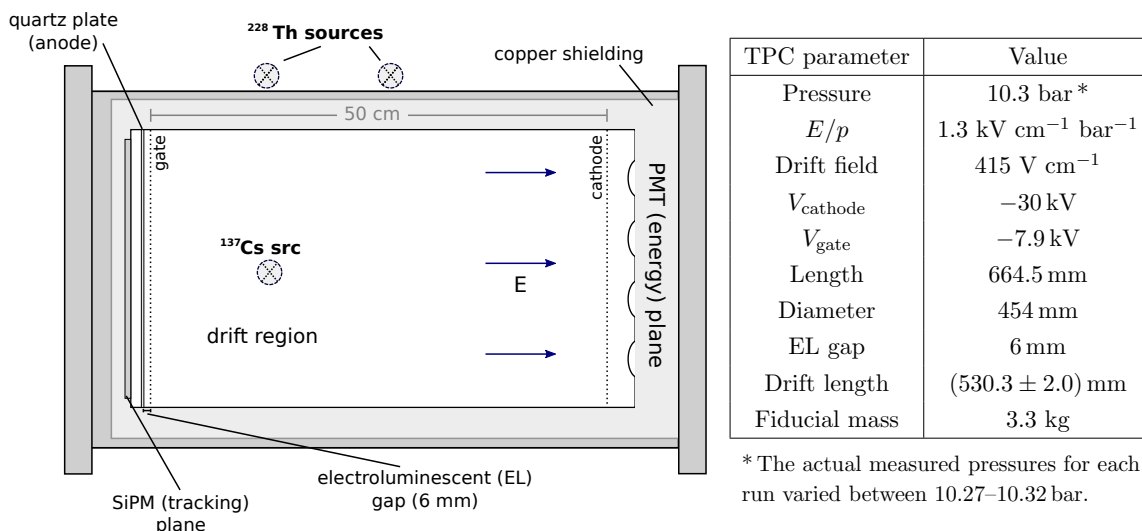 quartz plate
(anode)
²²⁸ Th sources
copper shielding
50 cm
gate
cathode
PMT (energy) plane
¹³⁷Cs src
E
drift region
electroluminescent (EL)
gap (6 mm)
SiPM (tracking)
plane
TPC parameter Value
Pressure 10.3 bar *
E/p 1.3 kV cm⁻¹ bar⁻¹
Drift field 415 V cm⁻¹
V_cathode −30 kV
V_gate −7.9 kV
Length 664.5 mm
Diameter 454 mm
EL gap 6 mm
Drift length (530.3 ± 2.0) mm
Fiducial mass 3.3 kg
* The actual measured pressures for each
run varied between 10.27–10.32 bar.